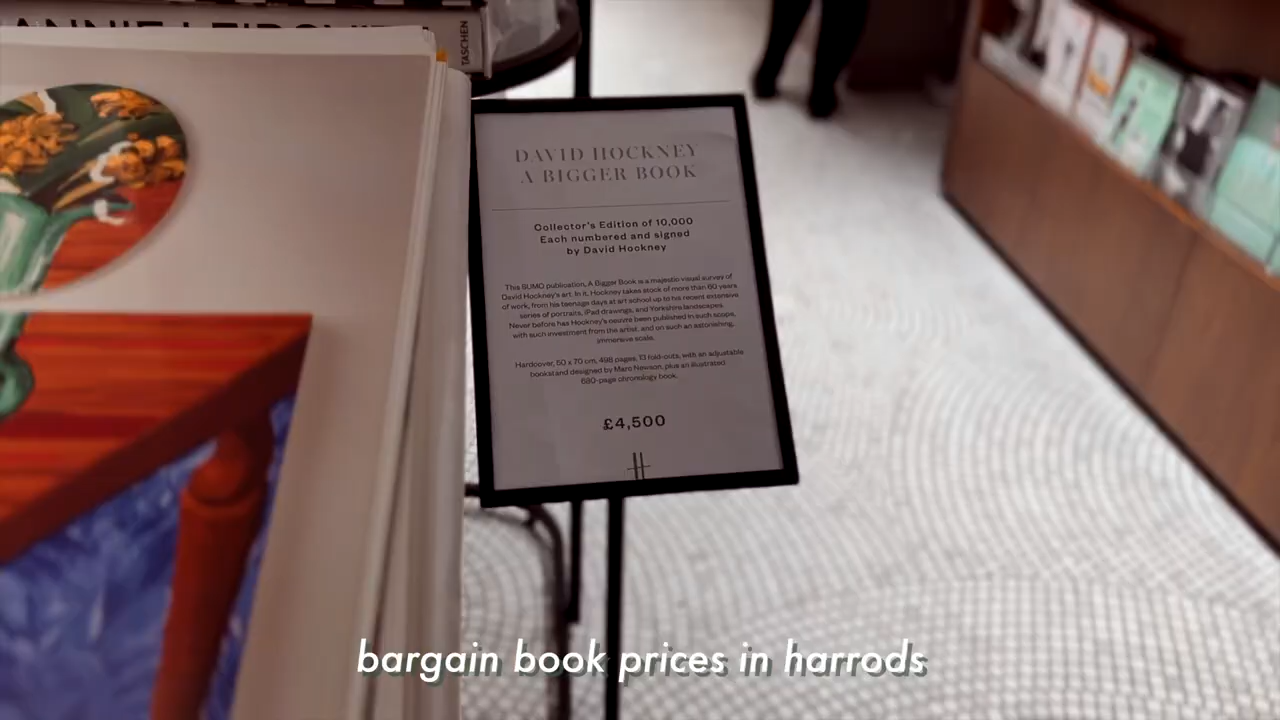 ANNIE LEIBOVITZ
TASCHEN
DAVID HOCKNEY
A BIGGER BOOK
Collector's Edition of 10,000
Each numbered and signed
by David Hockney
This SUMO publication, A Bigger Book is a majestic visual survey of
David Hockney's art. In it, Hockney takes stock of more than 60 years
of work, from his teenage days at art school up to his recent extensive
series of portraits, iPad drawings, and Yorkshire landscapes.
Never before has Hockney's oeuvre been published in such scope,
with such investment from the artist, and on such an astonishing,
immersive scale.
Hardcover, 50 x 70 cm, 498 pages, 13 fold-outs, with an adjustable
bookstand designed by Marc Newson, plus an illustrated
680-page chronology book.
£4,500
H
bargain book prices in harrods